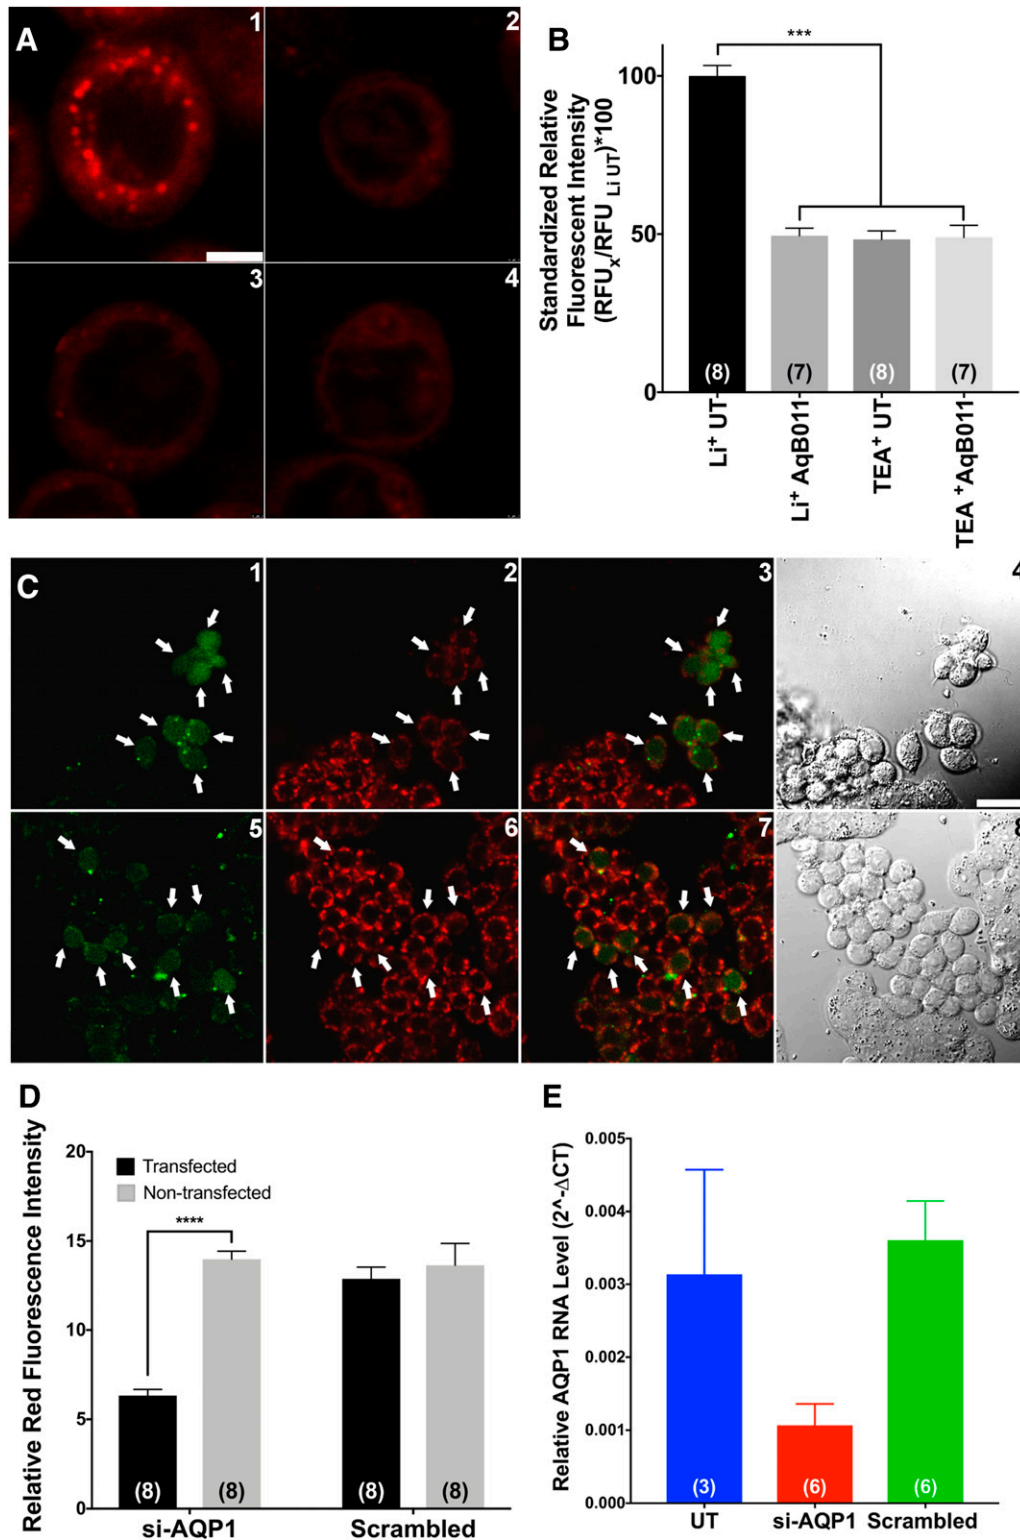 A
1
2
3
4
B
***
Standardized Relative
Fluorescent Intensity
(RFUx/RFU Li UT)*100
100
50
0
(8)
(7)
(8)
(7)
Li+ UT
Li+ AqB011
TEA+ UT
TEA +AqB011
C
1
2
3
4
5
6
7
8
D
Relative Red Fluorescence Intensity
20
15
10
5
0
Transfected
Non-transfected
****
(8)
(8)
(8)
(8)
si-AQP1
Scrambled
E
Relative AQP1 RNA Level (2^-ΔCT)
0.005
0.004
0.003
0.002
0.001
0.000
(3)
(6)
(6)
UT
si-AQP1
Scrambled